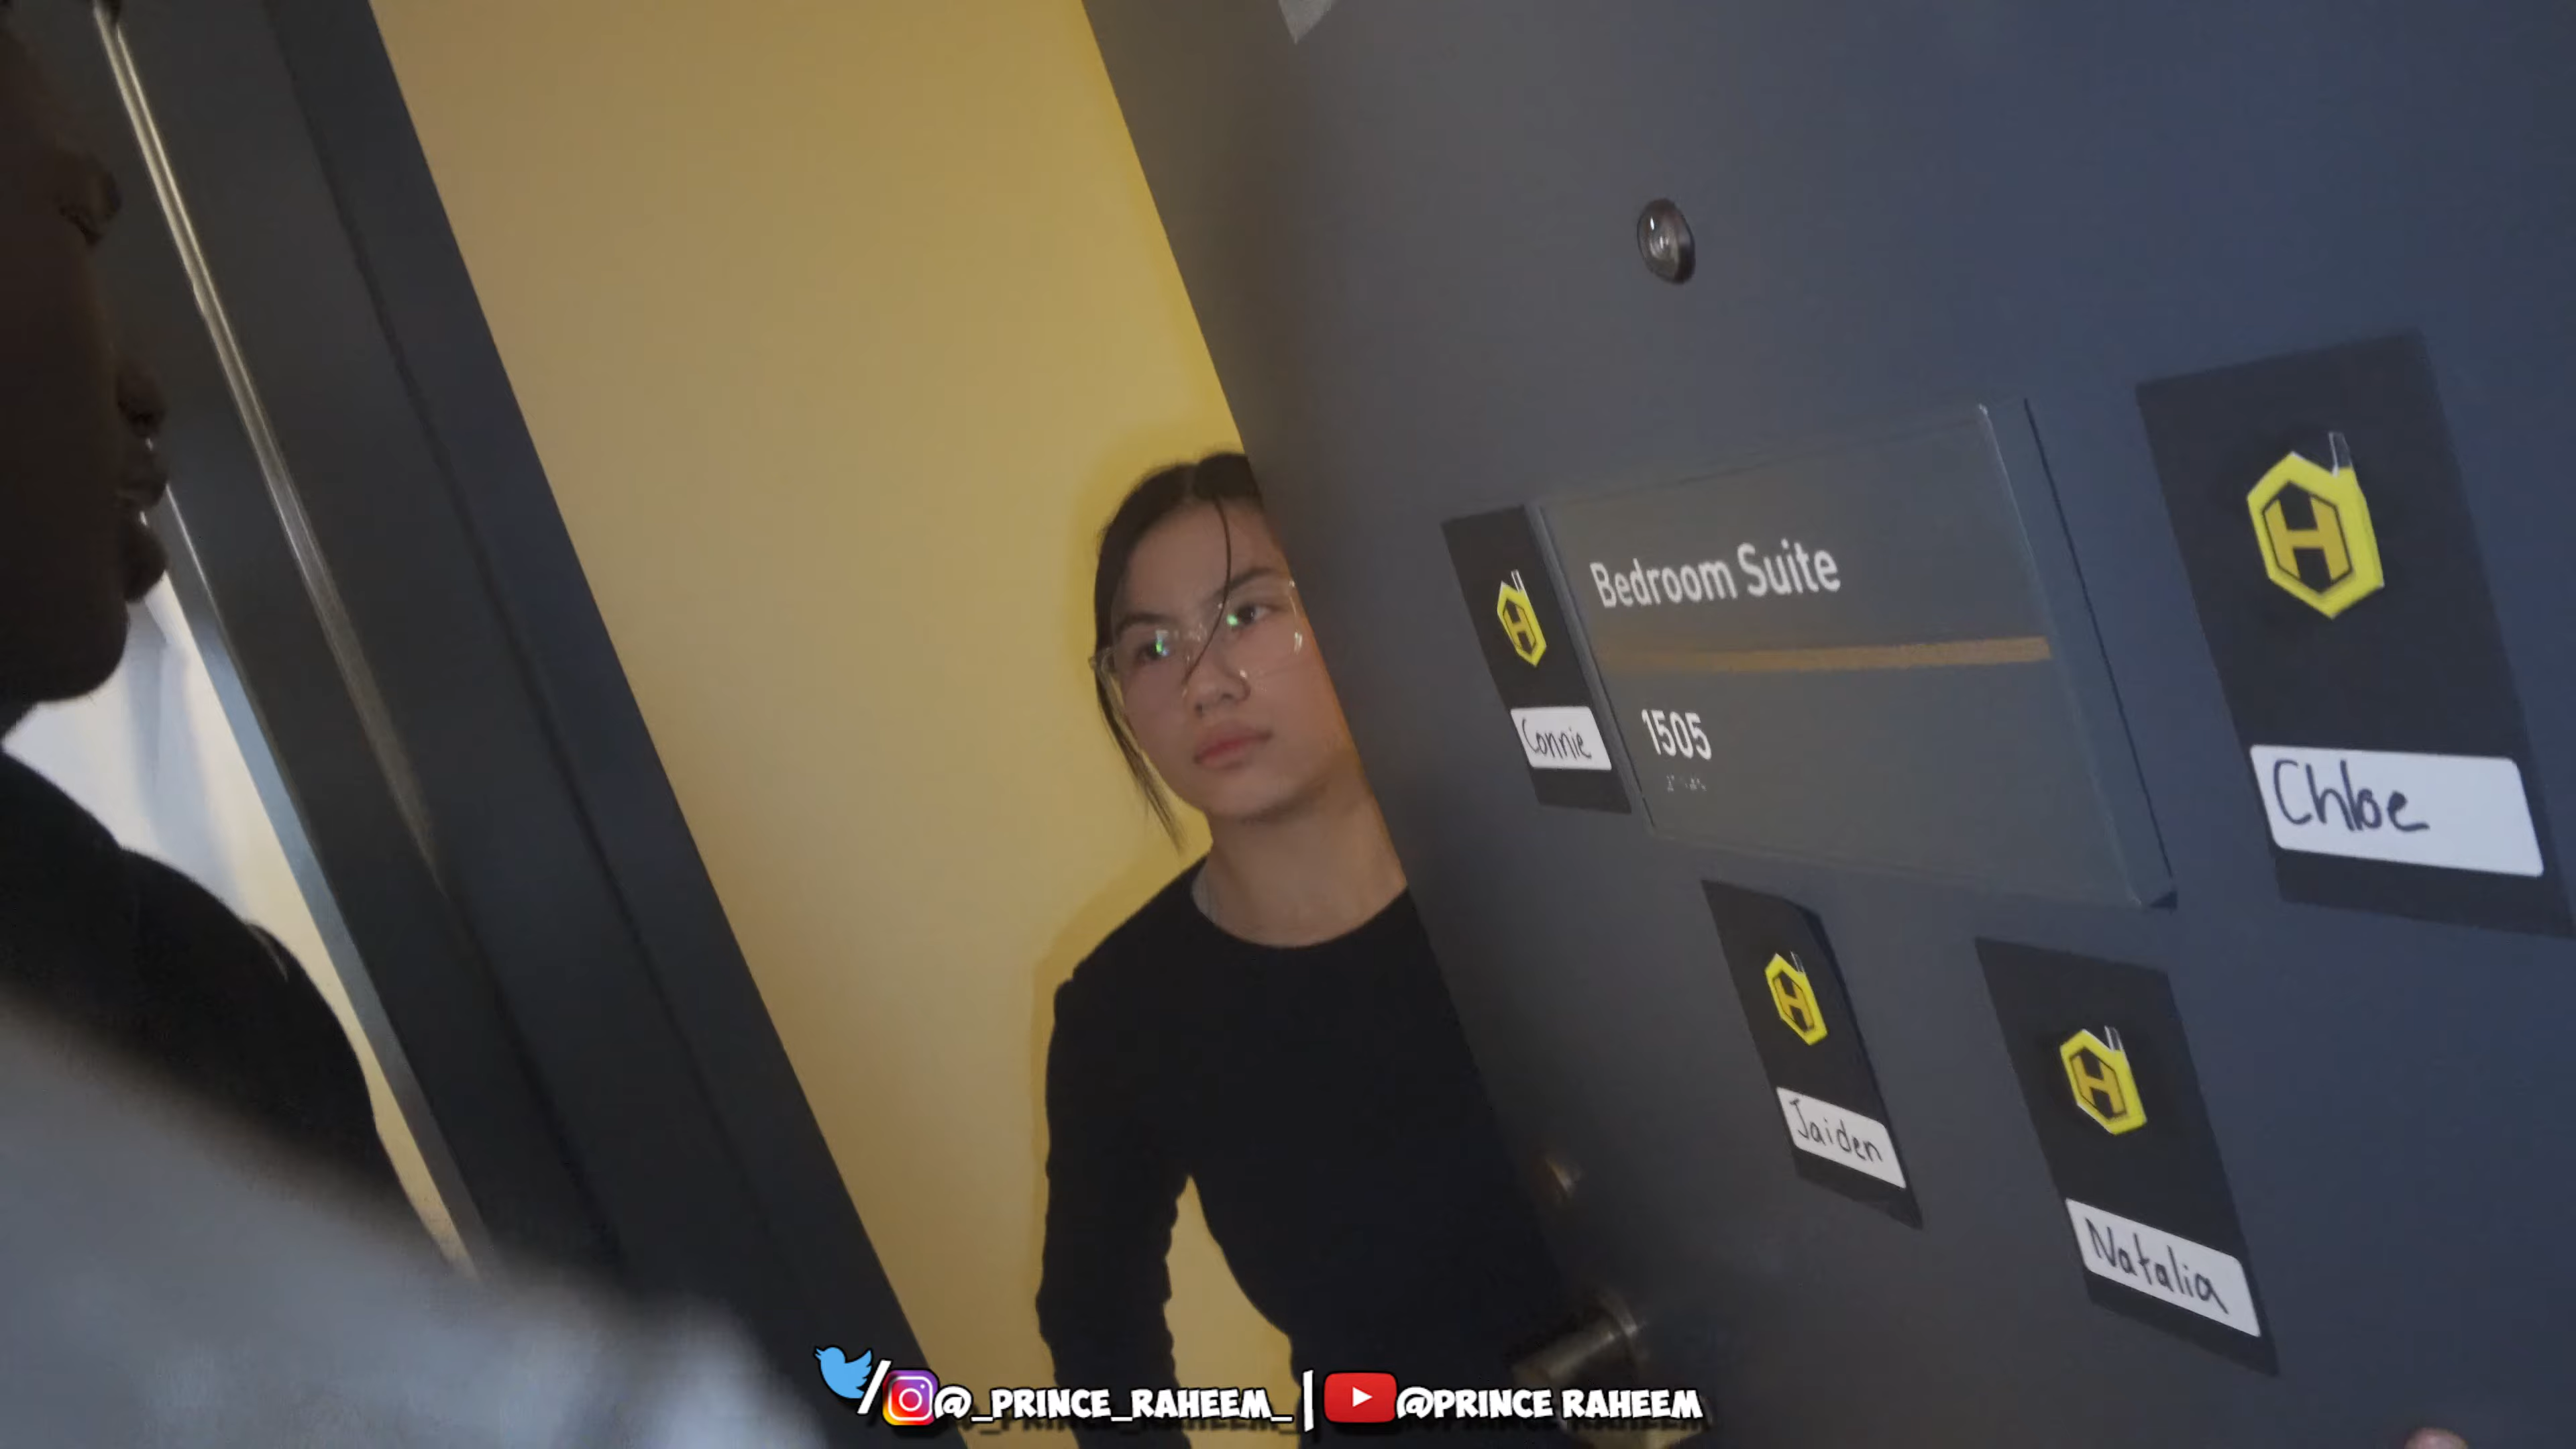 Bedroom Suite
1505
Connie
Chloe
Jaiden
Natalia
H
H
H
H
/@_PRINCE_RAHEEM_ | @PRINCE RAHEEM